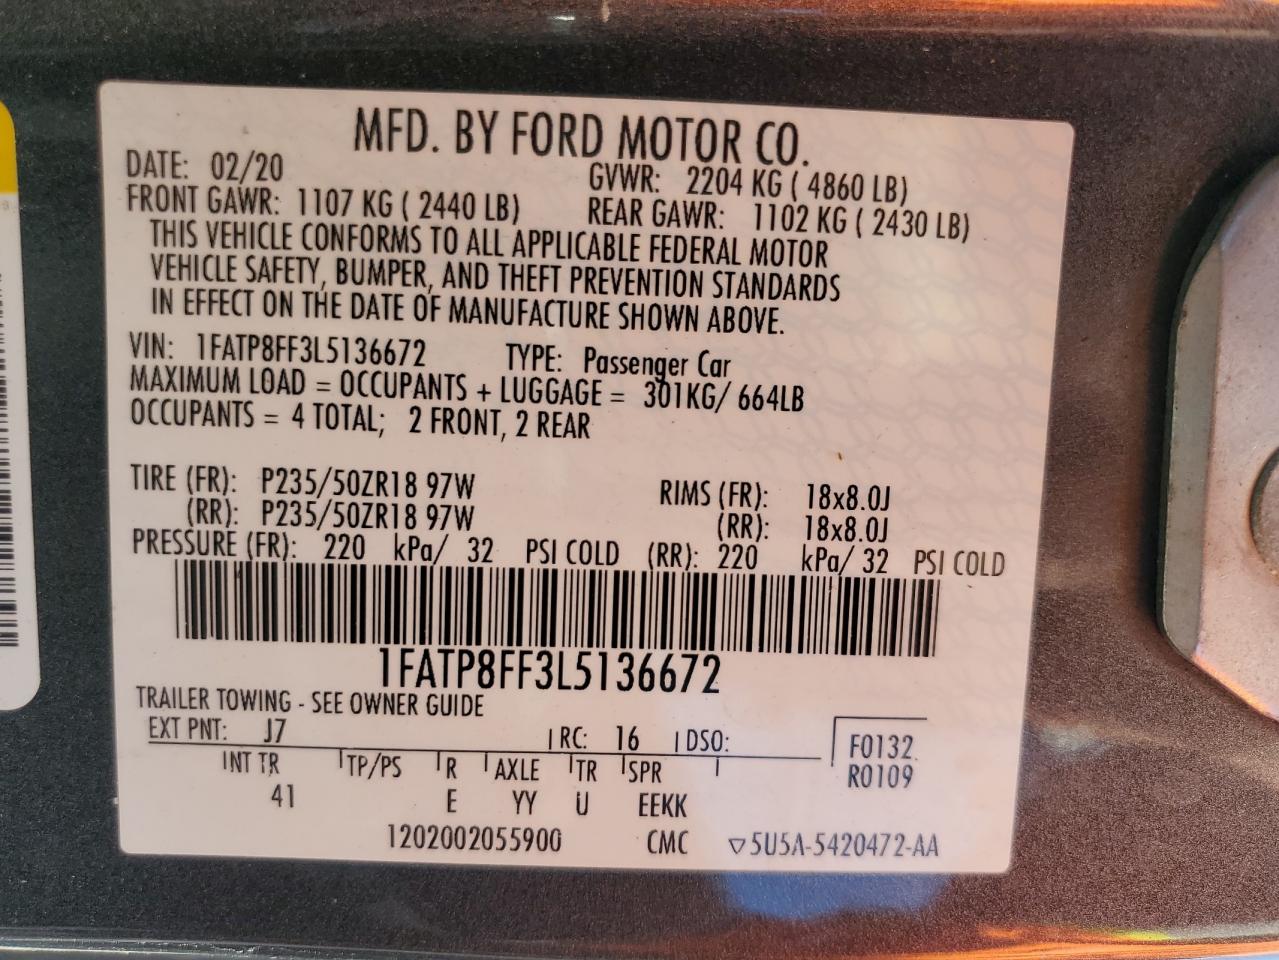 MFD. BY FORD MOTOR CO.
DATE: 02/20 GVWR: 2204 KG ( 4860 LB)
FRONT GAWR: 1107 KG ( 2440 LB) REAR GAWR: 1102 KG ( 2430 LB)
THIS VEHICLE CONFORMS TO ALL APPLICABLE FEDERAL MOTOR
VEHICLE SAFETY, BUMPER, AND THEFT PREVENTION STANDARDS
IN EFFECT ON THE DATE OF MANUFACTURE SHOWN ABOVE.
VIN: 1FATP8FF3L5136672 TYPE: Passenger Car
MAXIMUM LOAD = OCCUPANTS + LUGGAGE = 301KG/ 664LB
OCCUPANTS = 4 TOTAL; 2 FRONT, 2 REAR
TIRE (FR): P235/50ZR18 97W RIMS (FR): 18x8.0J
(RR): P235/50ZR18 97W (RR): 18x8.0J
PRESSURE (FR): 220 kPa/ 32 PSI COLD (RR): 220 kPa/ 32 PSI COLD
1FATP8FF3L5136672
TRAILER TOWING - SEE OWNER GUIDE
EXT PNT: J7 RC: 16 DSO: F0132
INT TR TP/PS R AXLE TR SPR R0109
41 E YY U EEKK
1202002055900 CMC ▽5U5A-5420472-AA